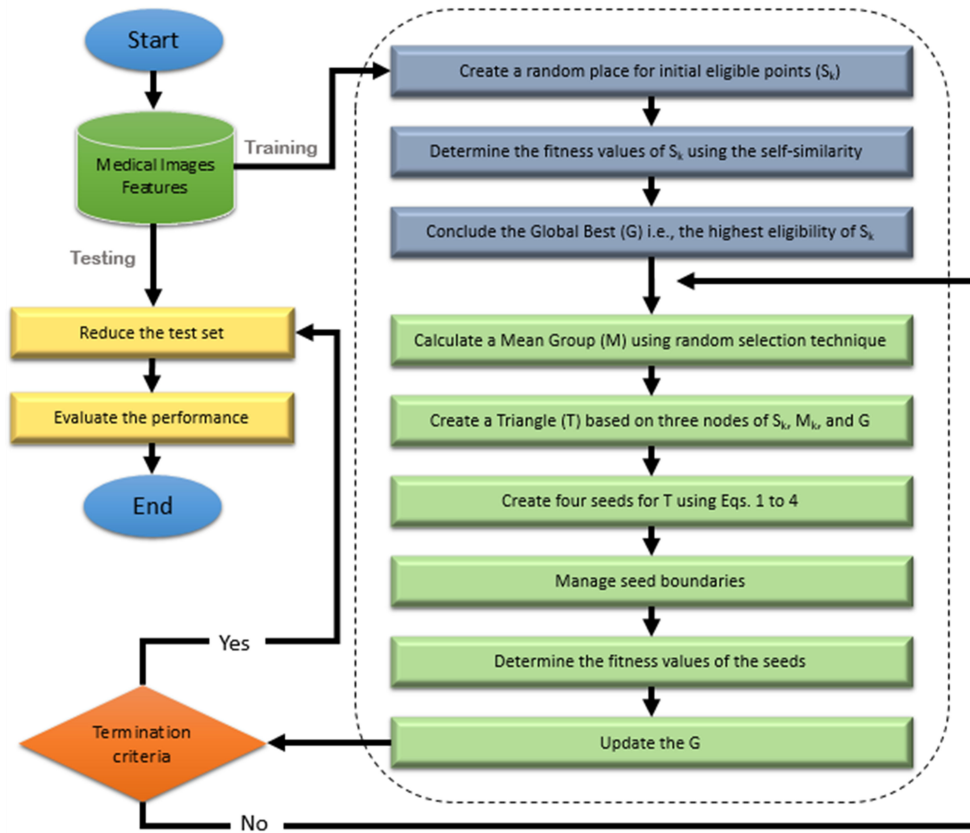 Start
Medical Images
Features
Training
Testing
Reduce the test set
Evaluate the performance
End
Create a random place for initial eligible points (Sₖ)
Determine the fitness values of Sₖ using the self-similarity
Conclude the Global Best (G) i.e., the highest eligibility of Sₖ
Calculate a Mean Group (M) using random selection technique
Create a Triangle (T) based on three nodes of Sₖ, Mₖ, and G
Create four seeds for T using Eqs. 1 to 4
Manage seed boundaries
Determine the fitness values of the seeds
Update the G
Termination
criteria
Yes
No